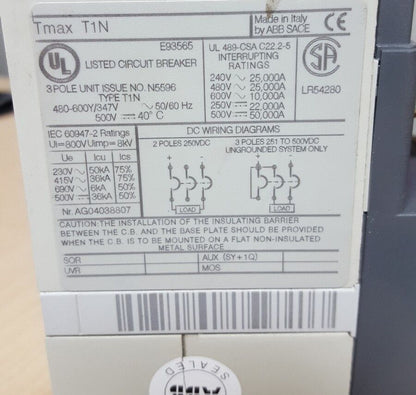 Tmax T1N
Made in Italy
by ABB SACE
CE
UL
E93565
LISTED CIRCUIT BREAKER
3 POLE UNIT ISSUE NO. N5596
TYPE T1N
480-600Y/347V ~ 50/60 Hz
500V ⎓ 40°C
UL 489-CSA C22.2-5
INTERRUPTING
RATINGS
240V ~ 25,000A
480V ~ 25,000A
600V ~ 10,000A
250V ⎓ 22,000A
500V ⎓ 50,000A
SA
LR54280
IEC 60947-2 Ratings
Ui=800V Uimp=8kV
Ue Icu Ics
230V ~ 50kA 75%
415V ~ 36kA 75%
690V ~ 6kA 50%
500V ⎓ 36kA 50%
Nr. AG04038807
DC WIRING DIAGRAMS
2 POLES 250VDC
+ -
LOAD
3 POLES 251 TO 500VDC
UNGROUNDED SYSTEM ONLY
+ -
LOAD
CAUTION:THE INSTALLATION OF THE INSULATING BARRIER
BETWEEN THE C.B. AND THE BASE PLATE SHOULD BE PROVIDED
WHEN THE C.B. IS TO BE MOUNTED ON A FLAT NON-INSULATED
METAL SURFACE
SOR
AUX (SY+1Q)
UVR
MOS
SEALED
ABB